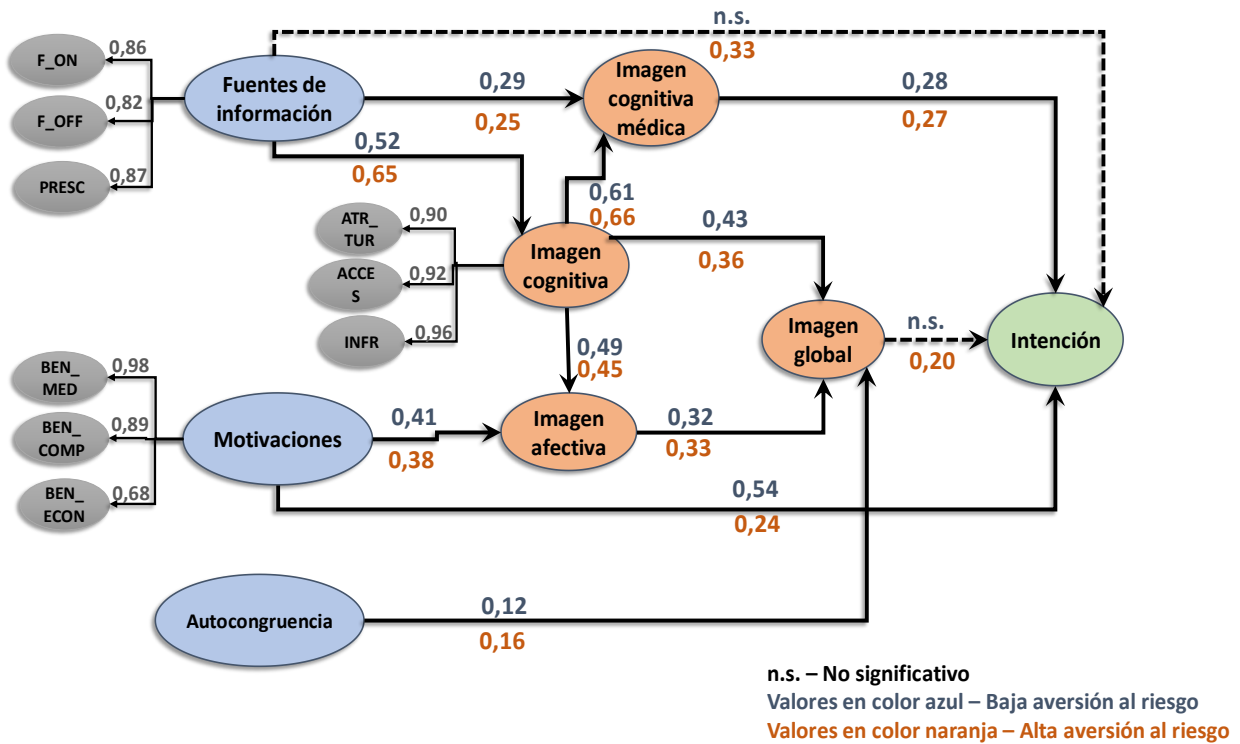 n.s.
0,33
F_ON
0,86
F_OFF
0,82
PRESC
0,87
Fuentes de
información
0,29
0,25
0,52
0,65
Imagen
cognitiva
médica
0,28
0,27
0,61
0,66
ATR_
TUR
0,90
ACCE
S
0,92
INFR
0,96
Imagen
cognitiva
0,43
0,36
Imagen
global
n.s.
0,20
Intención
0,49
0,45
BEN_
MED
0,98
BEN_
COMP
0,89
BEN_
ECON
0,68
Motivaciones
0,41
0,38
Imagen
afectiva
0,32
0,33
0,54
0,24
Autocongruencia
0,12
0,16
n.s. – No significativo
Valores en color azul – Baja aversión al riesgo
Valores en color naranja – Alta aversión al riesgo